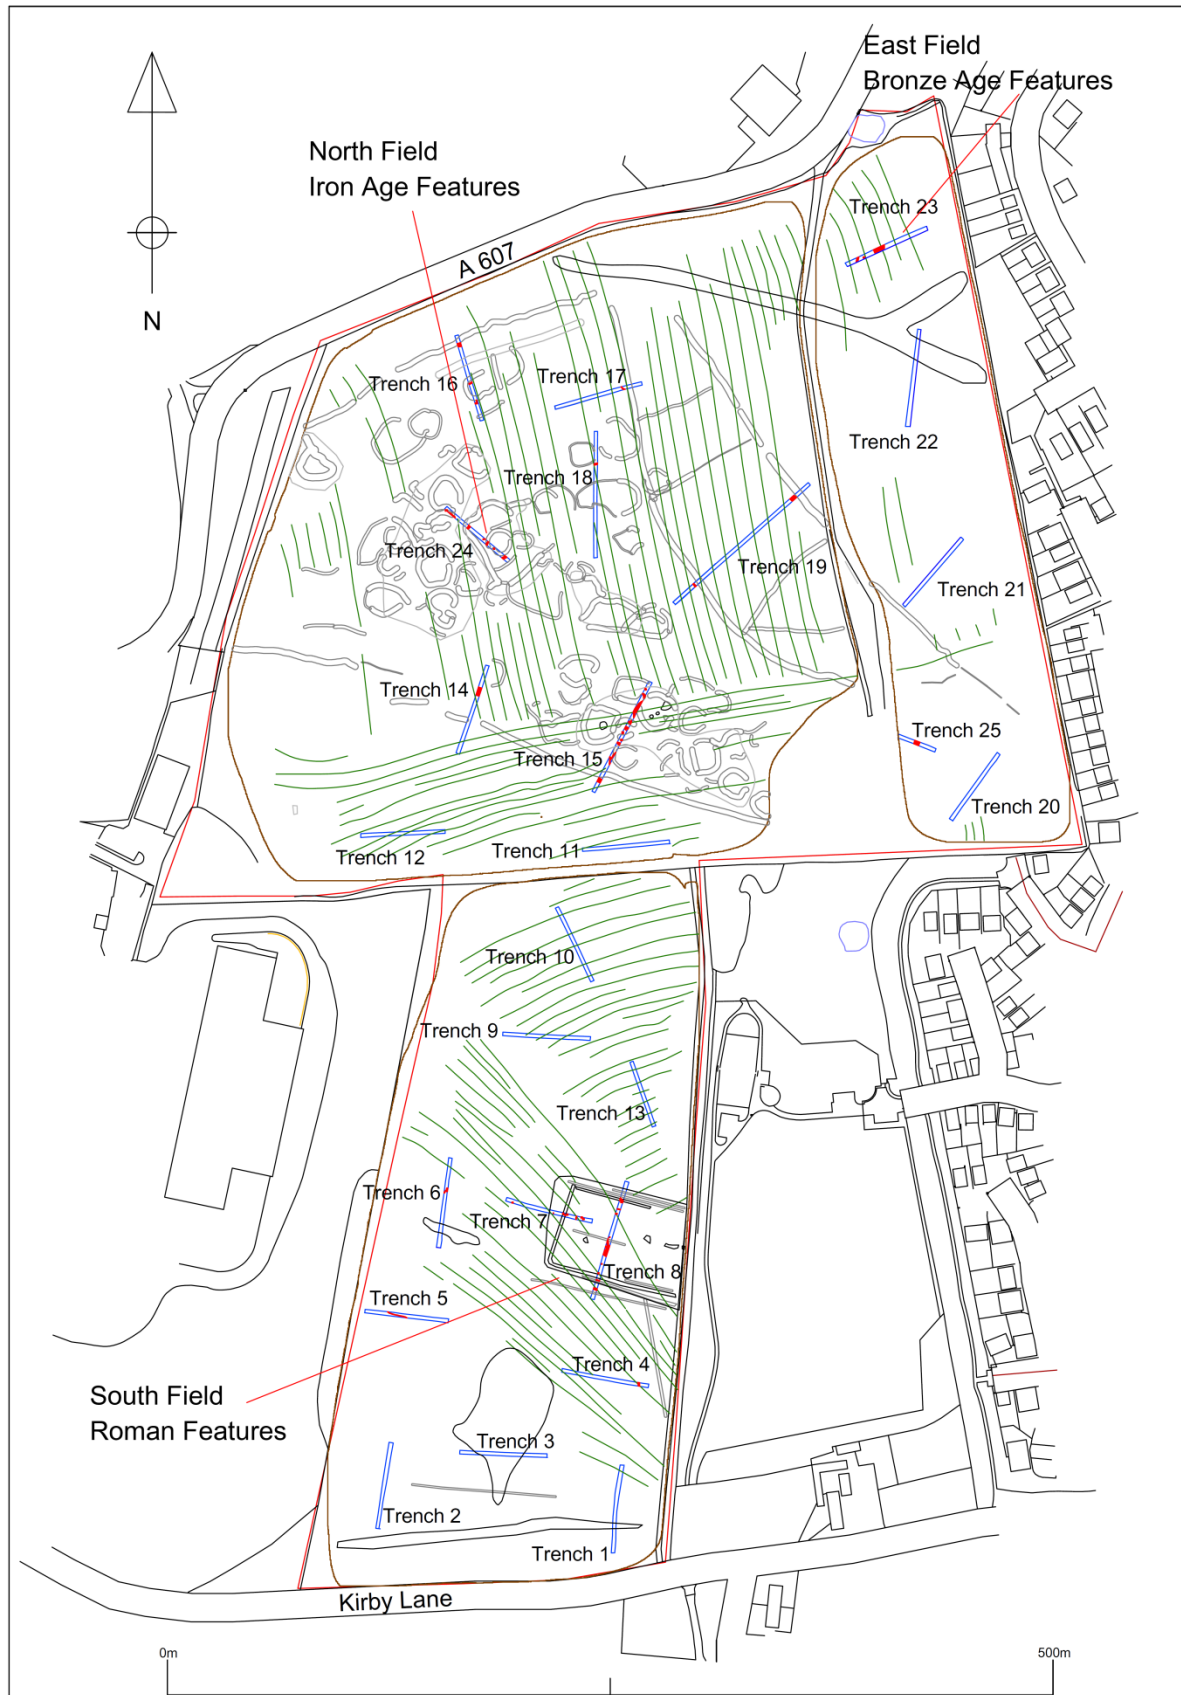 East Field
Bronze Age Features
North Field
Iron Age Features
Trench 23
A 607
N
Trench 16
Trench 17
Trench 22
Trench 18
Trench 24
Trench 19
Trench 21
Trench 14
Trench 25
Trench 15
Trench 20
Trench 12
Trench 11
Trench 10
Trench 9
Trench 13
Trench 6
Trench 7
Trench 8
Trench 5
Trench 4
South Field
Roman Features
Trench 3
Trench 2
Trench 1
Kirby Lane
0m
500m